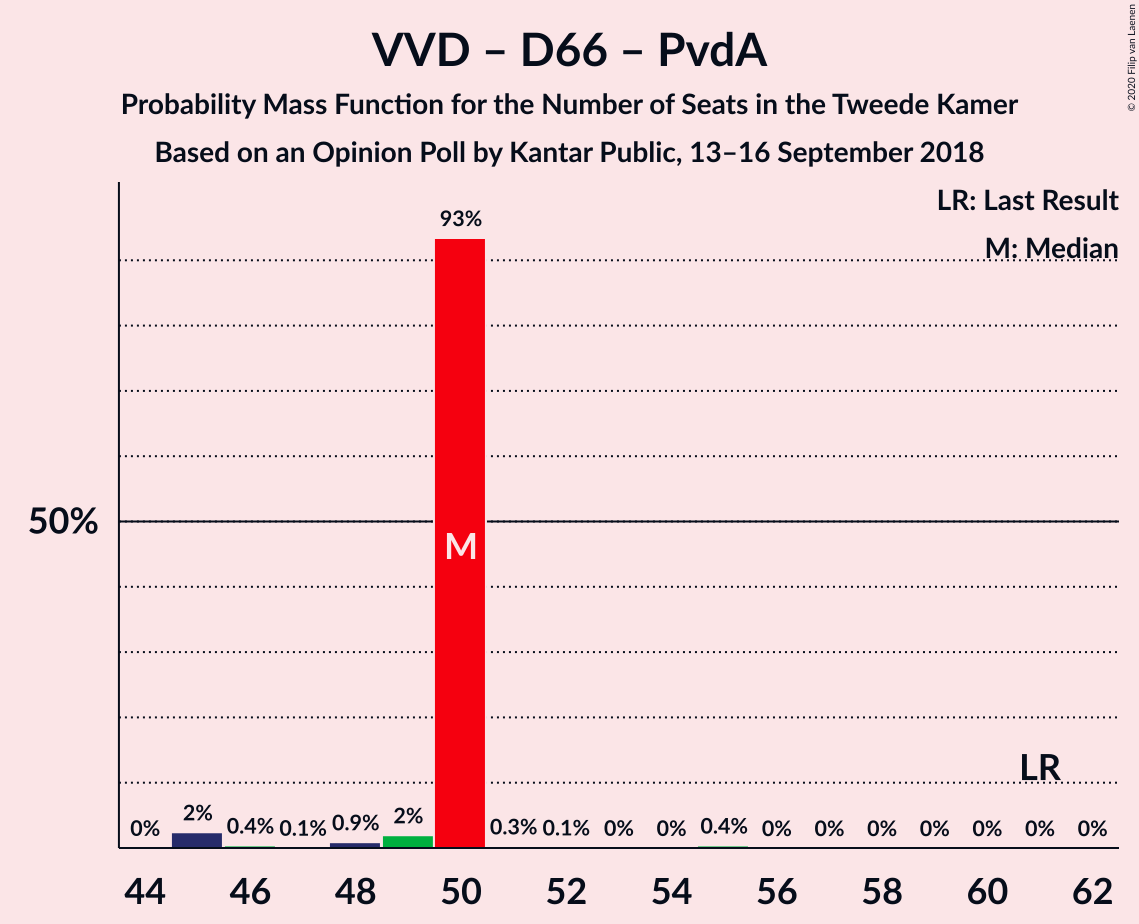 VVD – D66 – PvdA
Probability Mass Function for the Number of Seats in the Tweede Kamer
Based on an Opinion Poll by Kantar Public, 13–16 September 2018
© 2020 Filip van Laenen
LR: Last Result
M: Median
93%
50%
M
LR
0% 2% 0.4% 0.1% 0.9% 2% 0.3% 0.1% 0% 0% 0.4% 0% 0% 0% 0% 0% 0% 0%
44 46 48 50 52 54 56 58 60 62